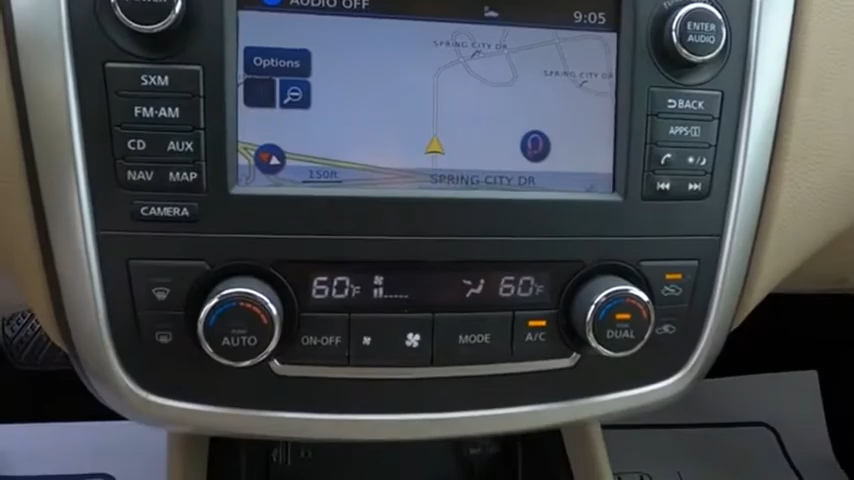 POWER
AUDIO OFF
9:05
ENTER
AUDIO
SPRING CITY DR
SPRING CITY DR
Options
SXM
FM·AM
CD AUX
NAV MAP
CAMERA
BACK
APPS
150ft
SPRING CITY DR
60°F
60°F
AUTO
ON·OFF
MODE
A/C
DUAL